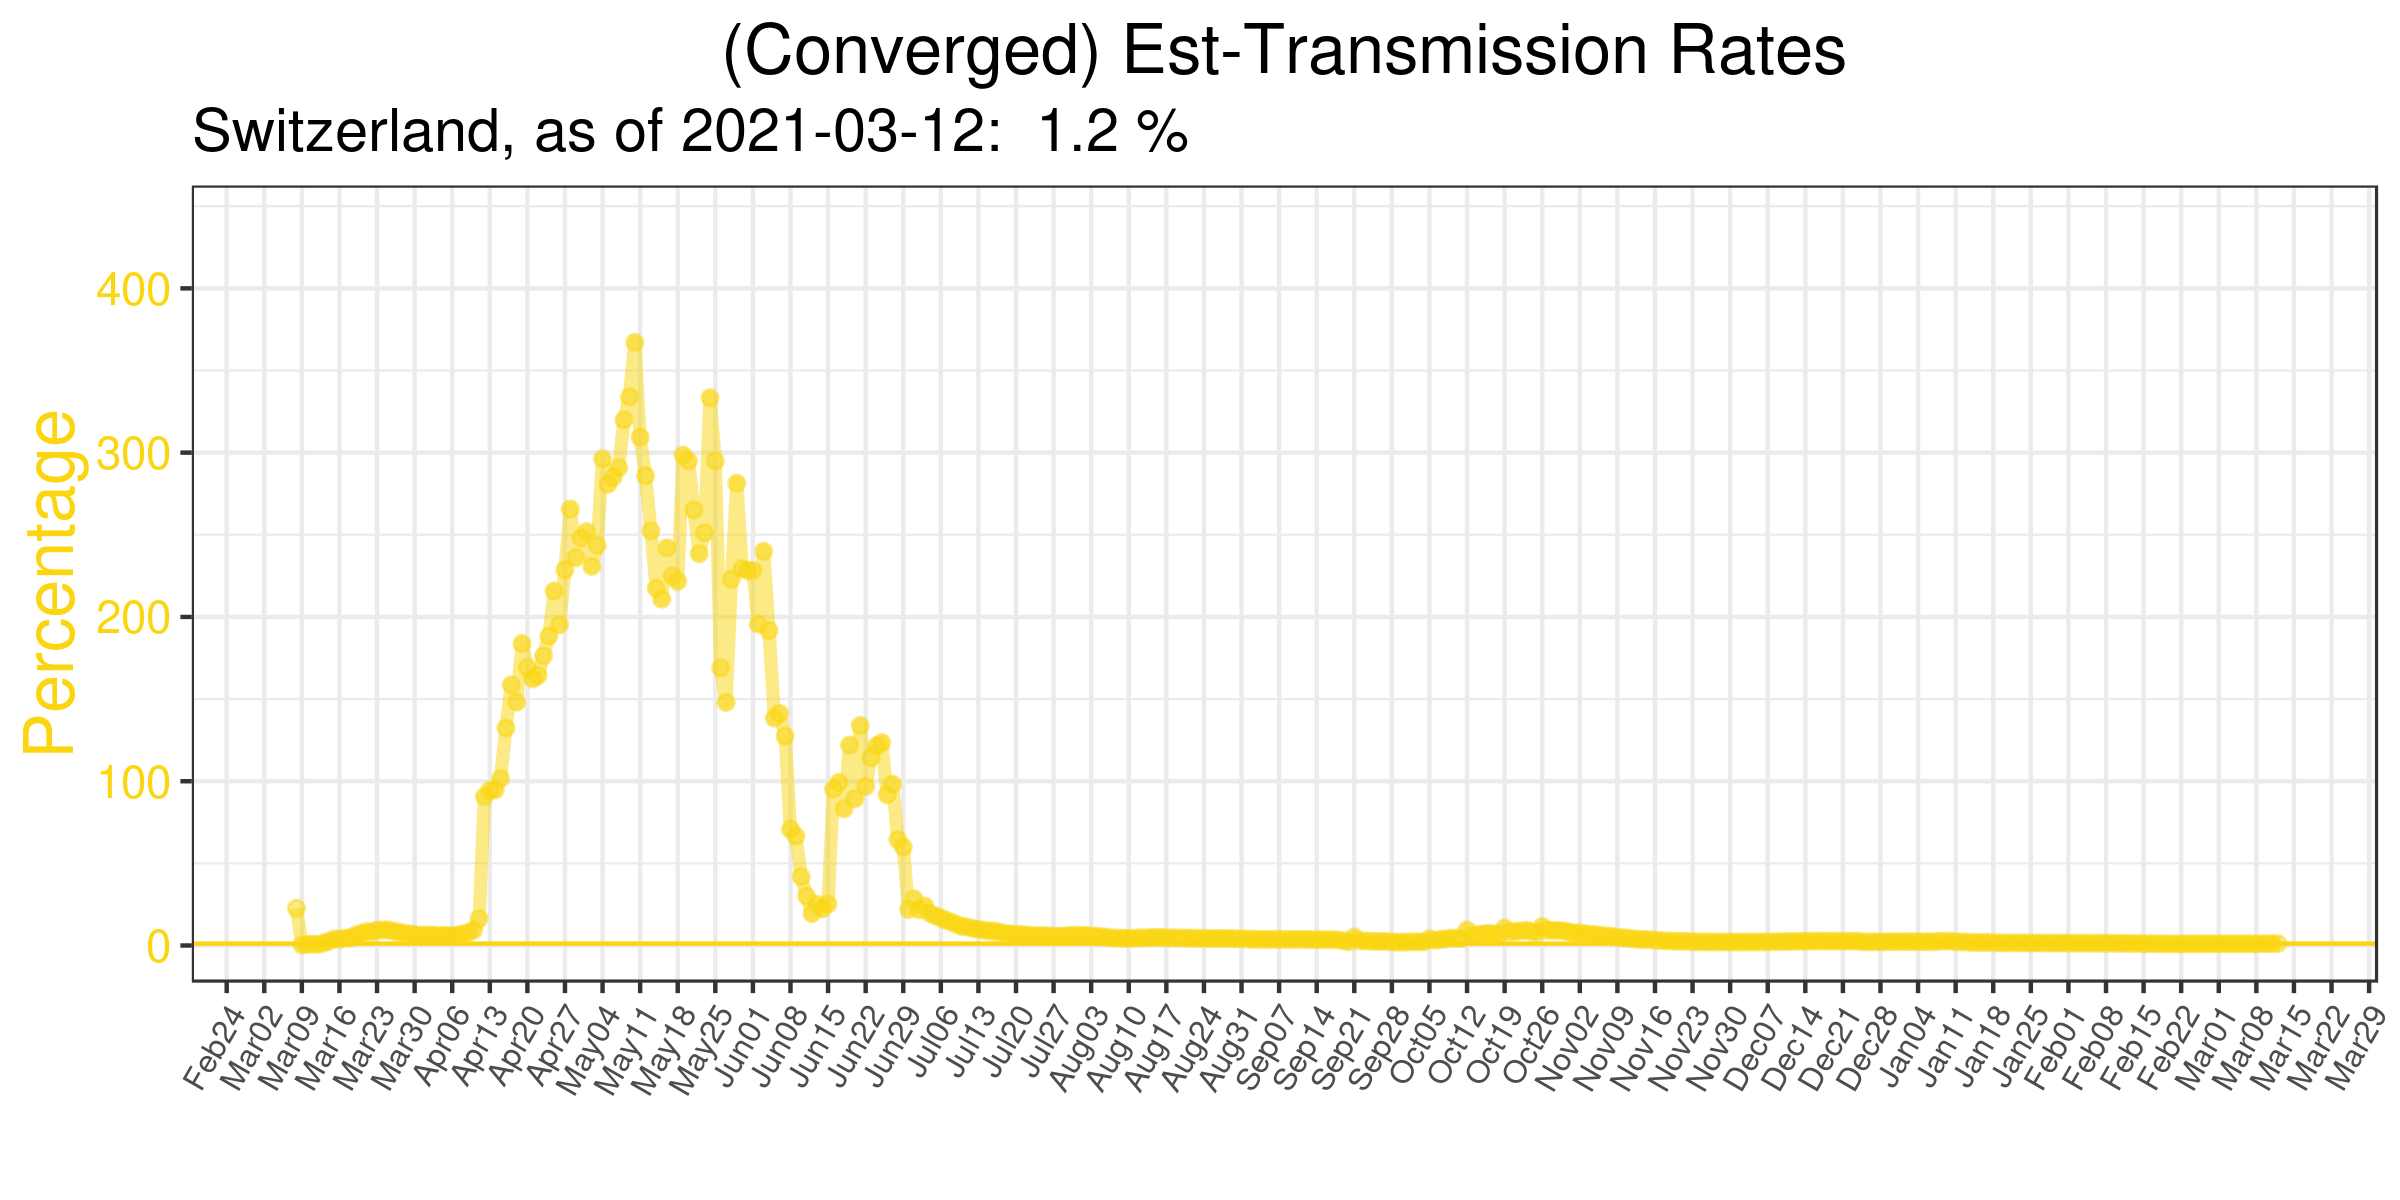 (Converged) Est-Transmission Rates
Switzerland, as of 2021-03-12:  1.2 %
Percentage
400
300
200
100
0
Feb24
Mar02
Mar09
Mar16
Mar23
Mar30
Apr06
Apr13
Apr20
Apr27
May04
May11
May18
May25
Jun01
Jun08
Jun15
Jun22
Jun29
Jul06
Jul13
Jul20
Jul27
Aug03
Aug10
Aug17
Aug24
Aug31
Sep07
Sep14
Sep21
Sep28
Oct05
Oct12
Oct19
Oct26
Nov02
Nov09
Nov16
Nov23
Nov30
Dec07
Dec14
Dec21
Dec28
Jan04
Jan11
Jan18
Jan25
Feb01
Feb08
Feb15
Feb22
Mar01
Mar08
Mar15
Mar22
Mar29